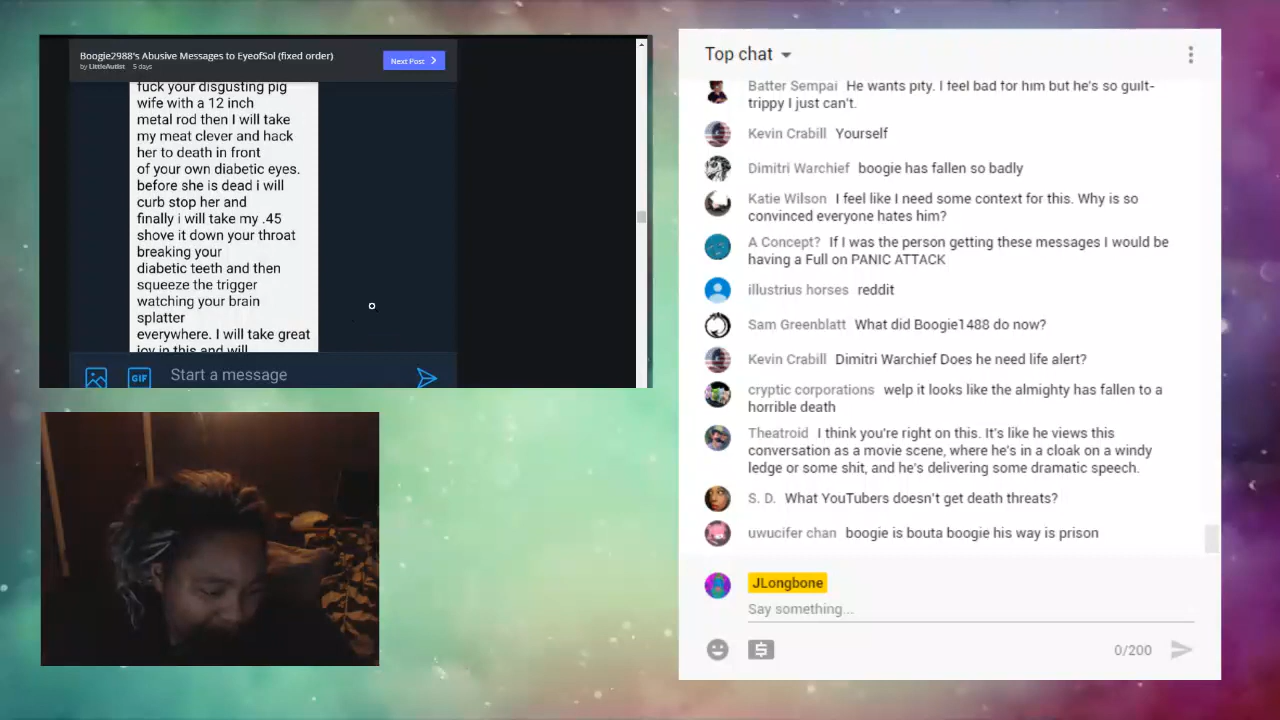 Boogie2988's Abusive Messages to EyeofSol (fixed order)
by LittleAutist 5 days
Next Post
fuck your disgusting pig
wife with a 12 inch
metal rod then I will take
my meat clever and hack
her to death in front
of your own diabetic eyes.
before she is dead i will
curb stop her and
finally i will take my .45
shove it down your throat
breaking your
diabetic teeth and then
squeeze the trigger
watching your brain
splatter
everywhere. I will take great
joy in this and will
GIF
Start a message
Top chat
Batter Sempai He wants pity. I feel bad for him but he's so guilt-
trippy I just can't.
Kevin Crabill Yourself
Dimitri Warchief boogie has fallen so badly
Katie Wilson I feel like I need some context for this. Why is so
convinced everyone hates him?
A Concept? If I was the person getting these messages I would be
having a Full on PANIC ATTACK
illustrius horses reddit
Sam Greenblatt What did Boogie1488 do now?
Kevin Crabill Dimitri Warchief Does he need life alert?
cryptic corporations welp it looks like the almighty has fallen to a
horrible death
Theatroid I think you're right on this. It's like he views this
conversation as a movie scene, where he's in a cloak on a windy
ledge or some shit, and he's delivering some dramatic speech.
S. D. What YouTubers doesn't get death threats?
uwucifer chan boogie is bouta boogie his way is prison
JLongbone
Say something...
0/200